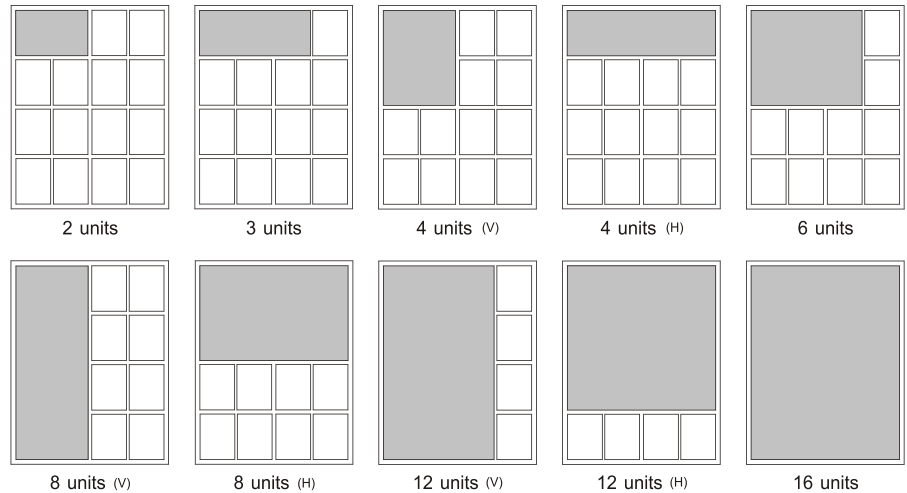 2 units
3 units
4 units (V)
4 units (H)
6 units
8 units (V)
8 units (H)
12 units (V)
12 units (H)
16 units